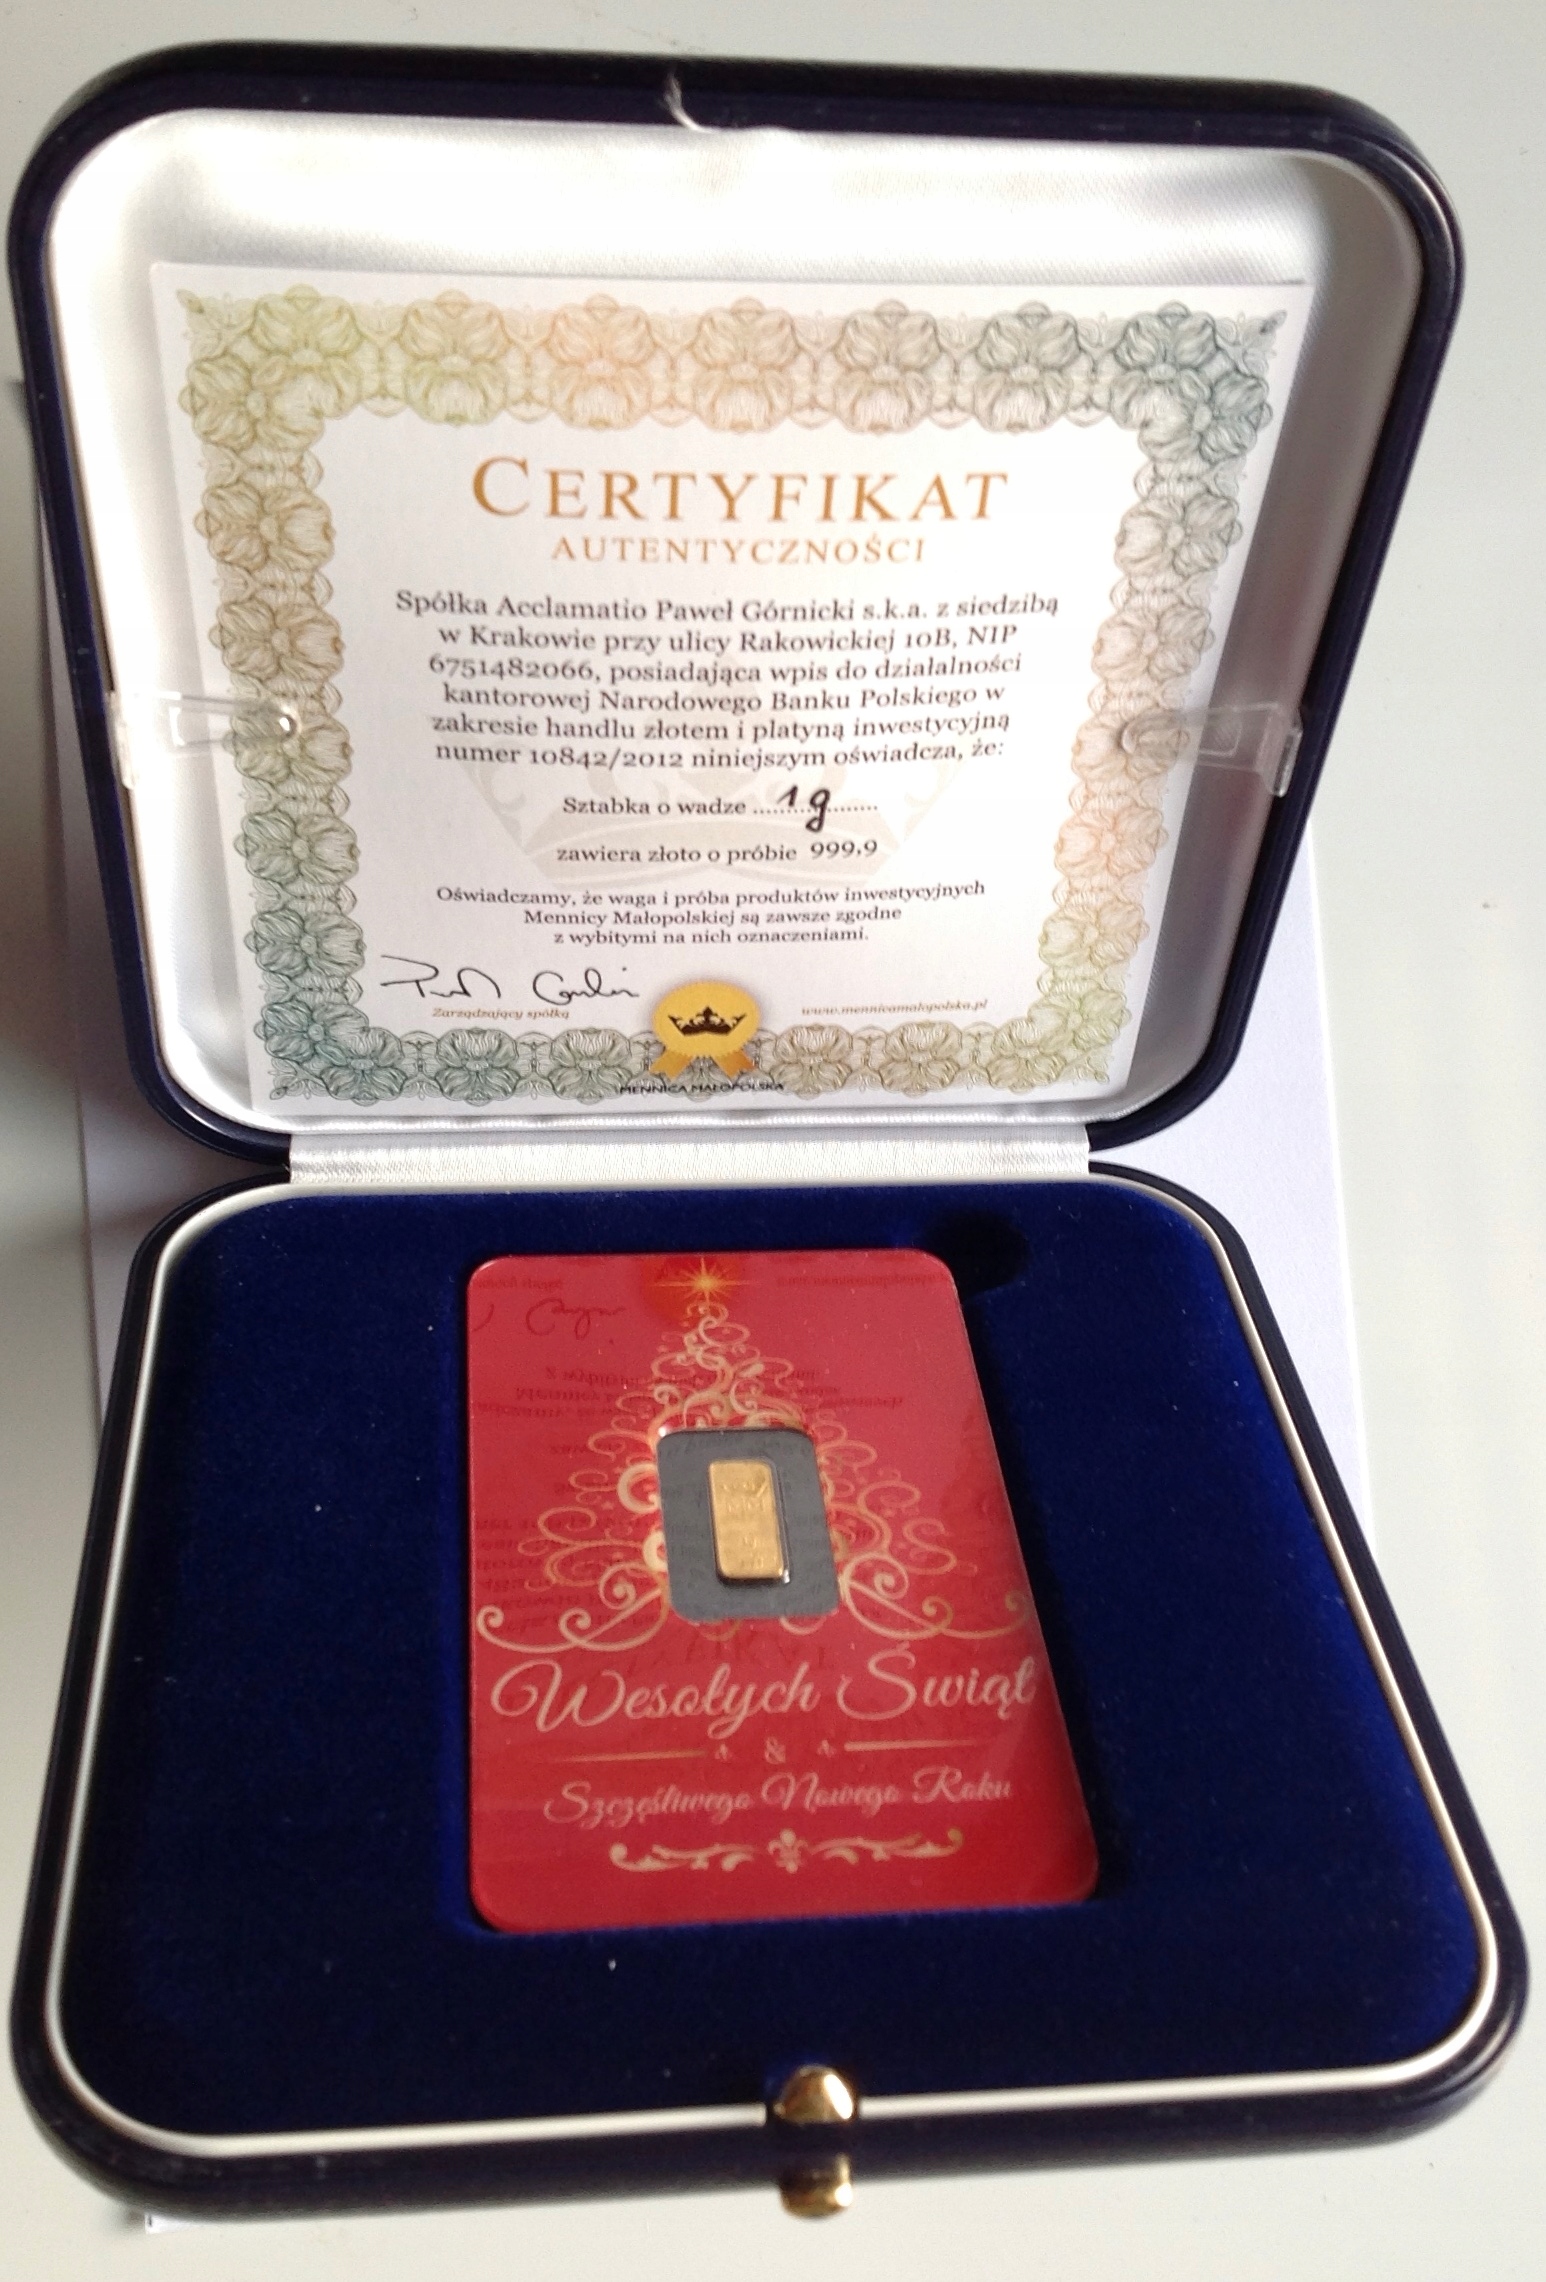 CERTYFIKAT
AUTENTYCZNOŚCI
Spółka Acclamatio Paweł Górnicki s.k.a. z siedzibą
w Krakowie przy ulicy Rakowickiej 10B, NIP
6751482066, posiadająca wpis do działalności
kantorowej Narodowego Banku Polskiego w
zakresie handlu złotem i platyną inwestycyjną
numer 10842/2012 niniejszym oświadcza, że:
Sztabka o wadze ....1g........
zawiera złoto o próbie 999,9
Oświadczamy, że waga i próba produktów inwestycyjnych
Mennicy Małopolskiej są zawsze zgodne
z wybitymi na nich oznaczeniami.
Zarządzający spółką
www.mennicamalopolska.pl
MENNICA MAŁOPOLSKA
Wesołych Świąt
&
Szczęśliwego Nowego Roku